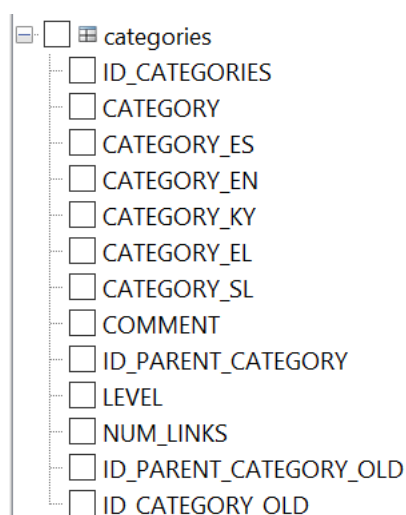 categories
ID_CATEGORIES
CATEGORY
CATEGORY_ES
CATEGORY_EN
CATEGORY_KY
CATEGORY_EL
CATEGORY_SL
COMMENT
ID_PARENT_CATEGORY
LEVEL
NUM_LINKS
ID_PARENT_CATEGORY_OLD
ID_CATEGORY_OLD